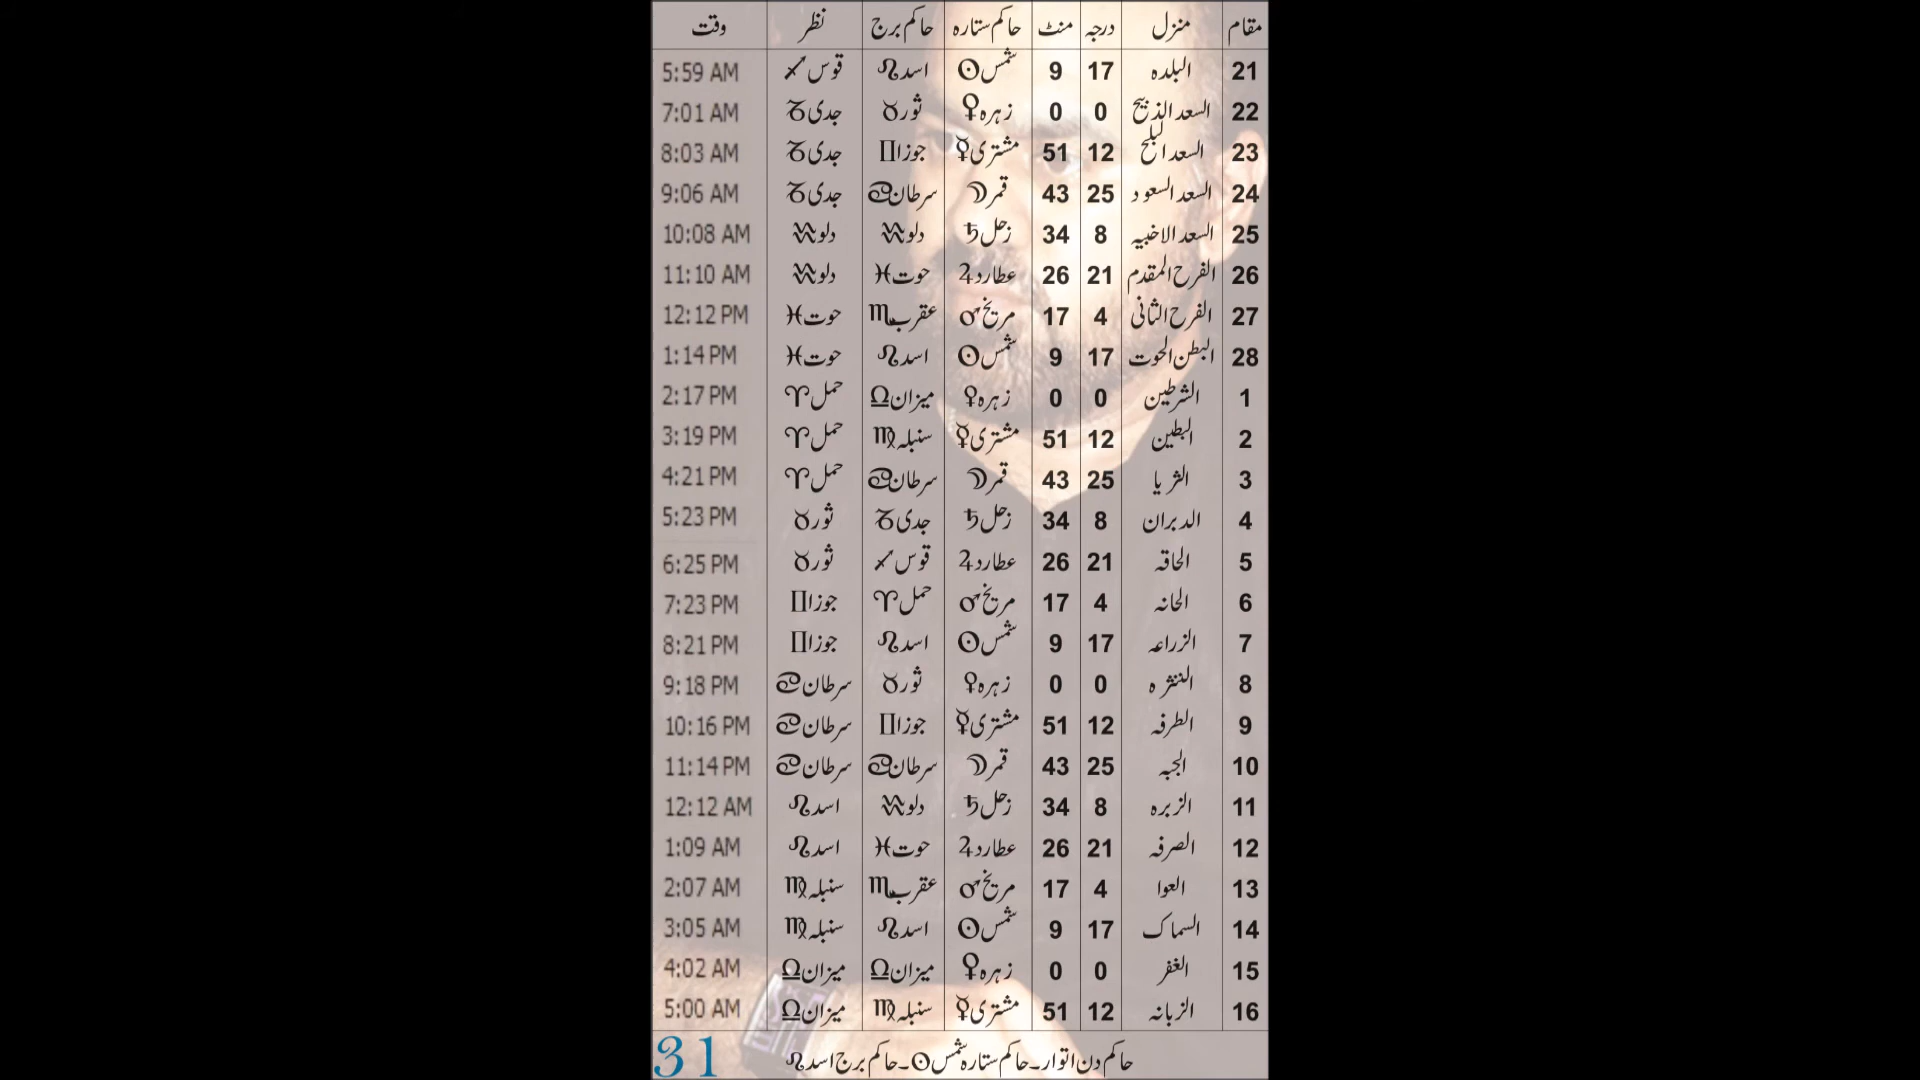 مقام منزل درجہ منٹ حاکم ستارہ حاکم برج نظر وقت
21 البلدہ 17 9 شمس☉ اسد♌ قوس♐ 5:59 AM
22 السعد الذبیح 0 0 زہرہ♀ ثور♉ جدی♑ 7:01 AM
23 السعد البلح 12 51 مشتری☿ جوزا♊ جدی♑ 8:03 AM
24 السعد السعود 25 43 قمر☽ سرطان♋ جدی♑ 9:06 AM
25 السعد الاخبیہ 8 34 زحل♄ دلو♒ دلو♒ 10:08 AM
26 الفرح المقدم 21 26 عطارد♃ حوت♓ دلو♒ 11:10 AM
27 الفرح الثانی 4 17 مریخ♂ عقرب♏ حوت♓ 12:12 PM
28 البطن الحوت 17 9 شمس☉ اسد♌ حوت♓ 1:14 PM
1 الشرطین 0 0 زہرہ♀ میزان♎ حمل♈ 2:17 PM
2 البطین 12 51 مشتری☿ سنبلہ♍ حمل♈ 3:19 PM
3 الثریا 25 43 قمر☽ سرطان♋ حمل♈ 4:21 PM
4 الدبران 8 34 زحل♄ جدی♑ ثور♉ 5:23 PM
5 الحاقہ 21 26 عطارد♃ قوس♐ ثور♉ 6:25 PM
6 الحانہ 4 17 مریخ♂ حمل♈ جوزا♊ 7:23 PM
7 الزراعہ 17 9 شمس☉ اسد♌ جوزا♊ 8:21 PM
8 النثرہ 0 0 زہرہ♀ ثور♉ سرطان♋ 9:18 PM
9 الطرفہ 12 51 مشتری☿ جوزا♊ سرطان♋ 10:16 PM
10 الجبہ 25 43 قمر☽ سرطان♋ سرطان♋ 11:14 PM
11 الزبرہ 8 34 زحل♄ دلو♒ اسد♌ 12:12 AM
12 الصرفہ 21 26 عطارد♃ حوت♓ اسد♌ 1:09 AM
13 العوا 4 17 مریخ♂ عقرب♏ سنبلہ♍ 2:07 AM
14 السماک 17 9 شمس☉ اسد♌ سنبلہ♍ 3:05 AM
15 الغفر 0 0 زہرہ♀ میزان♎ میزان♎ 4:02 AM
16 الزبانہ 12 51 مشتری☿ سنبلہ♍ میزان♎ 5:00 AM
حاکم دن اتوار۔حاکم ستارہ شمس☉۔حاکم برج اسد♌
31